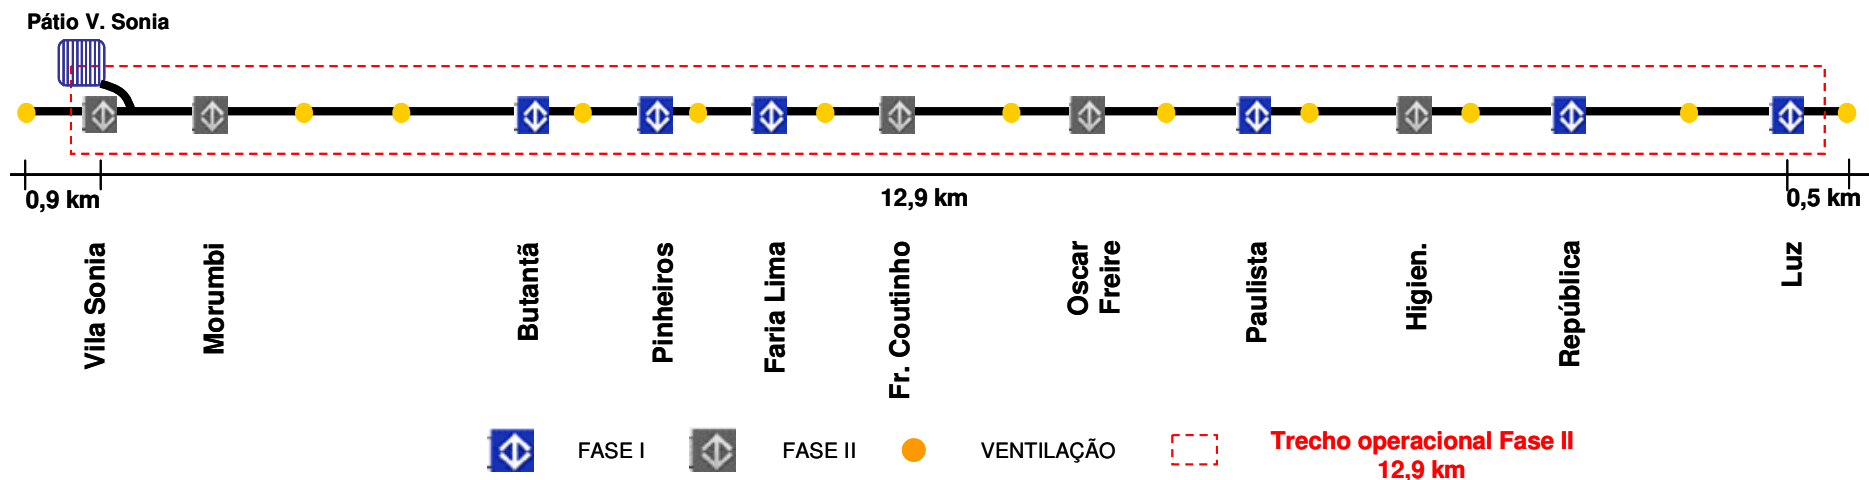 Pátio V. Sonia
0,9 km
12,9 km
0,5 km
Vila Sonia
Morumbi
Butantã
Pinheiros
Faria Lima
Fr. Coutinho
Oscar
Freire
Paulista
Higien.
República
Luz
FASE I
FASE II
VENTILAÇÃO
Trecho operacional Fase II
12,9 km